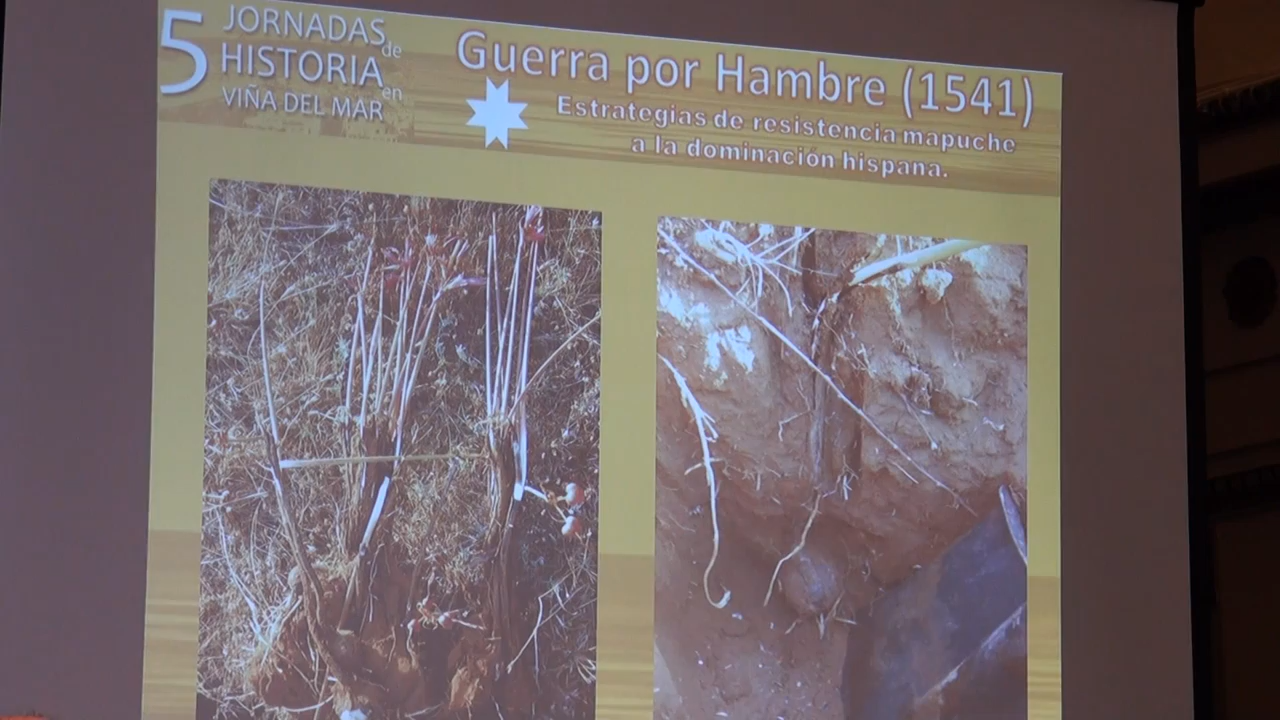 5 JORNADAS de
HISTORIA en
VIÑA DEL MAR
Guerra por Hambre (1541)
Estrategias de resistencia mapuche
a la dominación hispana.